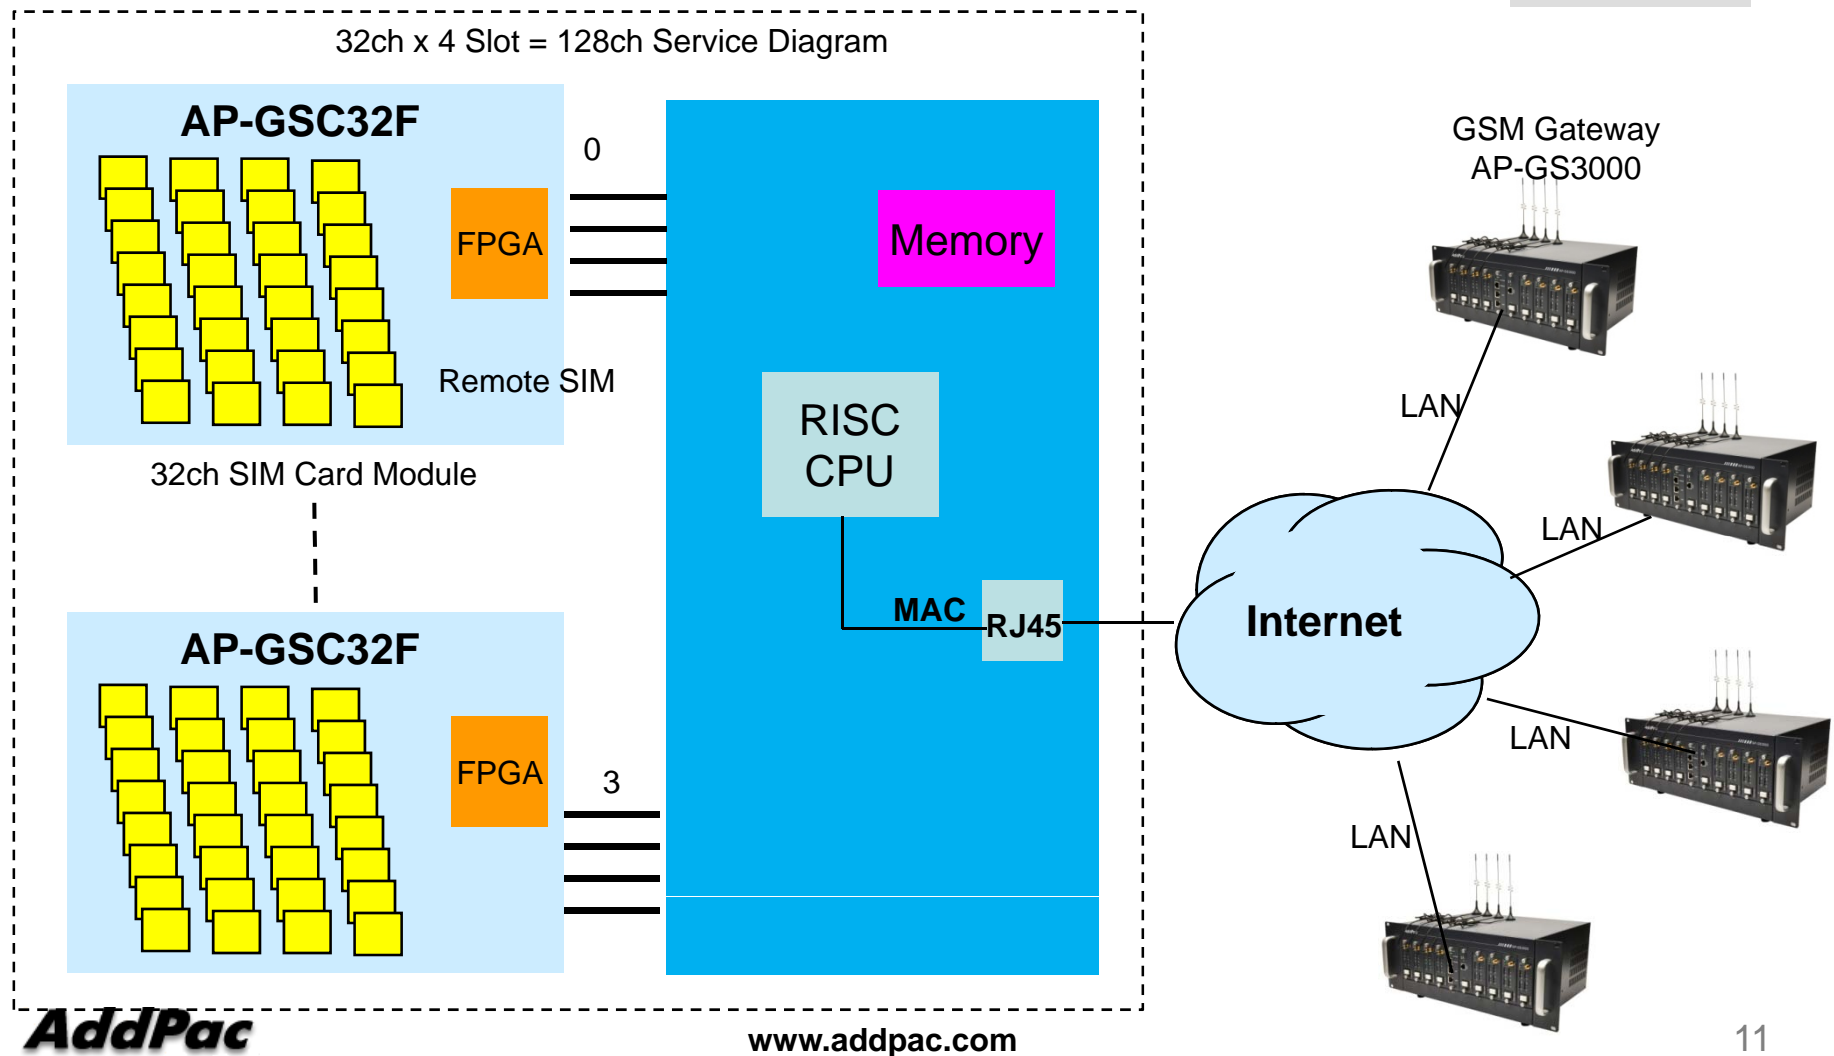 32ch x 4 Slot = 128ch Service Diagram
AP-GSC32F
0
FPGA
Memory
Remote SIM
RISC
CPU
32ch SIM Card Module
MAC
RJ45
AP-GSC32F
FPGA
3
GSM Gateway
AP-GS3000
LAN
LAN
Internet
LAN
LAN
AddPac
www.addpac.com
11